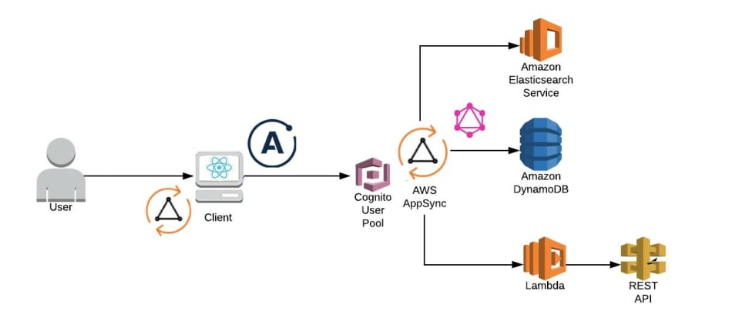 User
Client
A
Cognito
User
Pool
AWS
AppSync
Amazon
Elasticsearch
Service
Amazon
DynamoDB
Lambda
REST
API